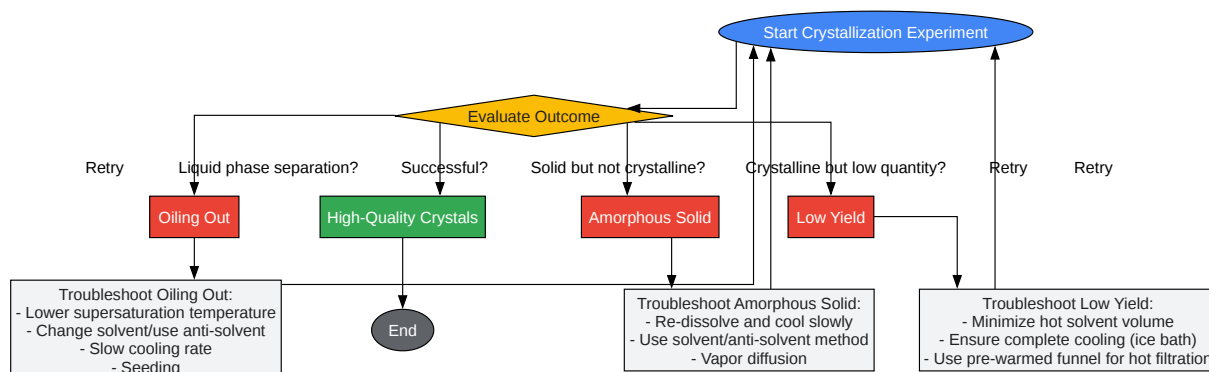 Start Crystallization Experiment
Evaluate Outcome
Retry
Liquid phase separation?
Successful?
Solid but not crystalline?
Crystalline but low quantity?
Retry
Retry
Oiling Out
High-Quality Crystals
Amorphous Solid
Low Yield
Troubleshoot Oiling Out:
- Lower supersaturation temperature
- Change solvent/use anti-solvent
- Slow cooling rate
- Seeding
End
Troubleshoot Amorphous Solid:
- Re-dissolve and cool slowly
- Use solvent/anti-solvent method
- Vapor diffusion
Troubleshoot Low Yield:
- Minimize hot solvent volume
- Ensure complete cooling (ice bath)
- Use pre-warmed funnel for hot filtration